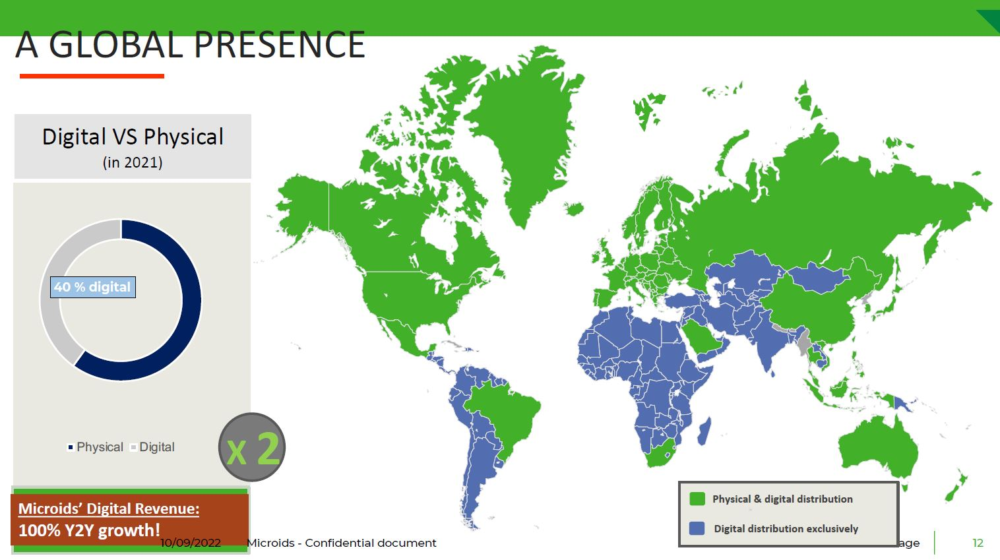 A GLOBAL PRESENCE
Digital VS Physical
(in 2021)
40 % digital
Physical
Digital
x 2
Microids’ Digital Revenue:
100% Y2Y growth!
Physical & digital distribution
Digital distribution exclusively
10/09/2022
Microids - Confidential document
age
12